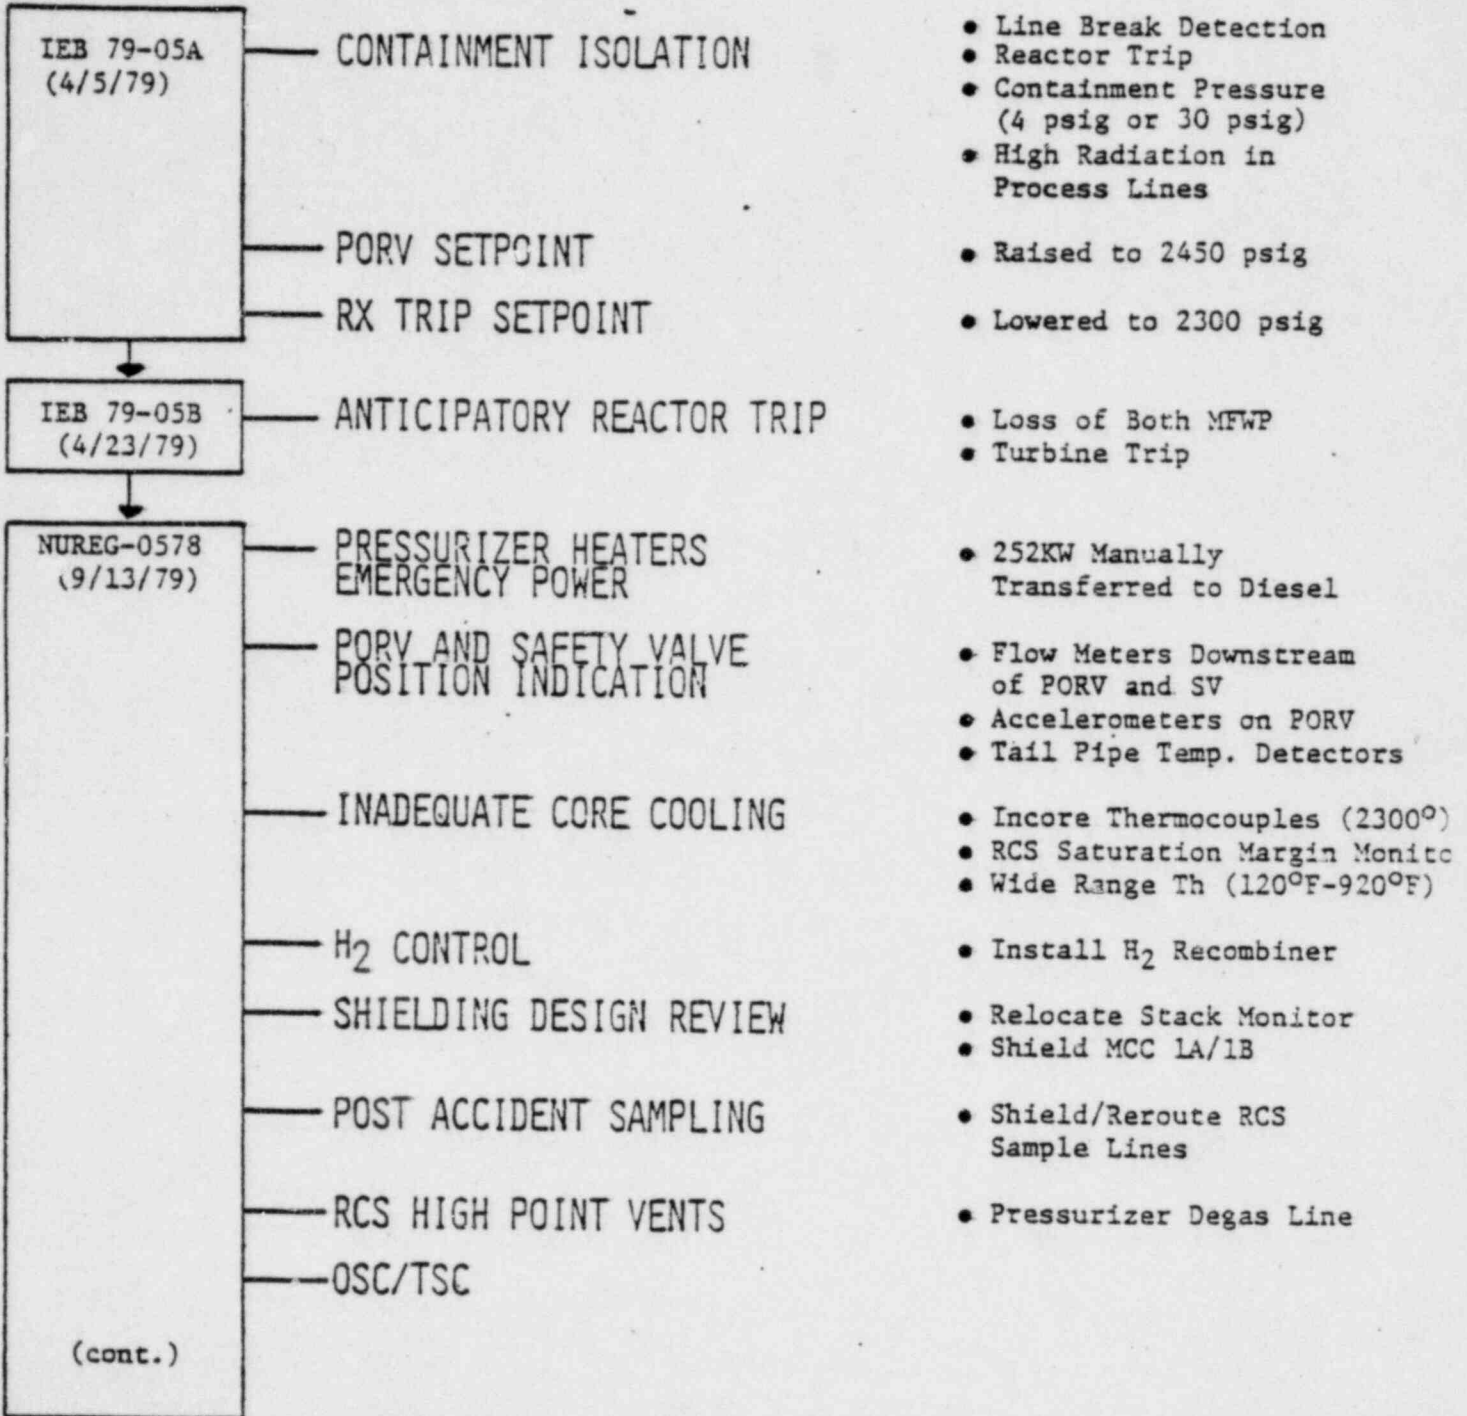 IEB 79-05A
(4/5/79)
CONTAINMENT ISOLATION
• Line Break Detection
• Reactor Trip
• Containment Pressure
(4 psig or 30 psig)
• High Radiation in
Process Lines
PORV SETPOINT
• Raised to 2450 psig
RX TRIP SETPOINT
• Lowered to 2300 psig
IEB 79-05B
(4/23/79)
ANTICIPATORY REACTOR TRIP
• Loss of Both MFWP
• Turbine Trip
NUREG-0578
(9/13/79)
PRESSURIZER HEATERS
EMERGENCY POWER
• 252KW Manually
Transferred to Diesel
PORV AND SAFETY VALVE
POSITION INDICATION
• Flow Meters Downstream
of PORV and SV
• Accelerometers on PORV
• Tail Pipe Temp. Detectors
INADEQUATE CORE COOLING
• Incore Thermocouples (2300°)
• RCS Saturation Margin Monito
• Wide Range Th (120°F-920°F)
H2 CONTROL
• Install H2 Recombiner
SHIELDING DESIGN REVIEW
• Relocate Stack Monitor
• Shield MCC 1A/1B
POST ACCIDENT SAMPLING
• Shield/Reroute RCS
Sample Lines
RCS HIGH POINT VENTS
• Pressurizer Degas Line
OSC/TSC
(cont.)